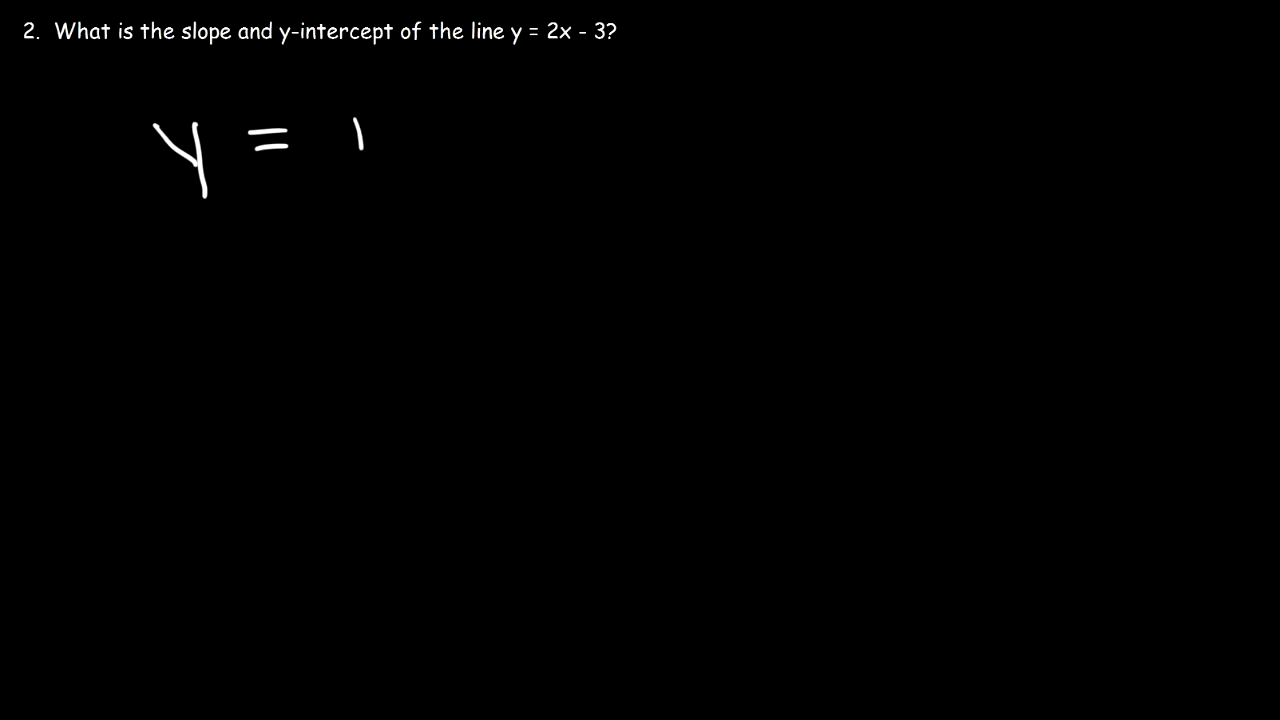 2. What is the slope and y-intercept of the line y = 2x - 3?
y =